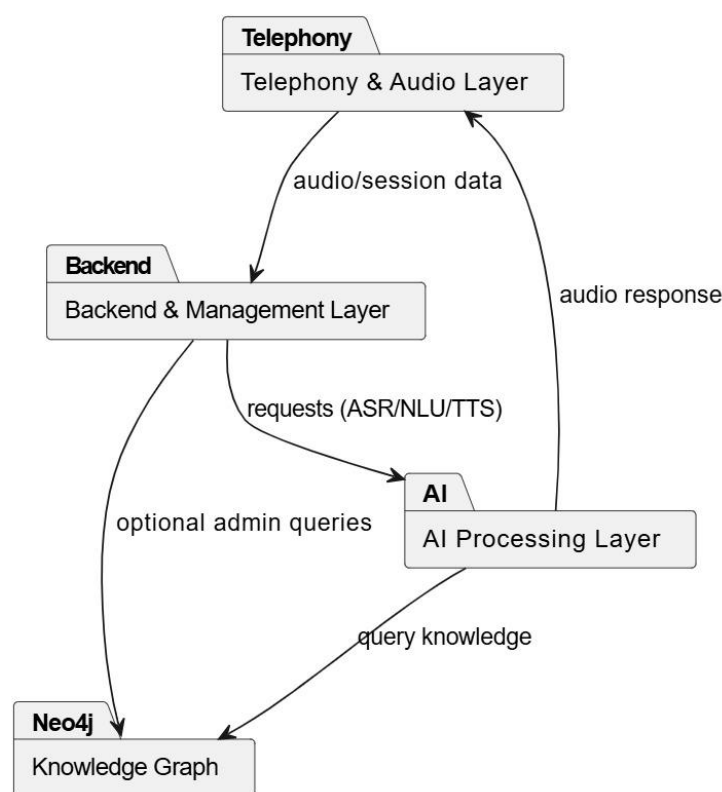 Telephony
Telephony & Audio Layer
audio/session data
Backend
Backend & Management Layer
audio response
requests (ASR/NLU/TTS)
AI
AI Processing Layer
optional admin queries
query knowledge
Neo4j
Knowledge Graph